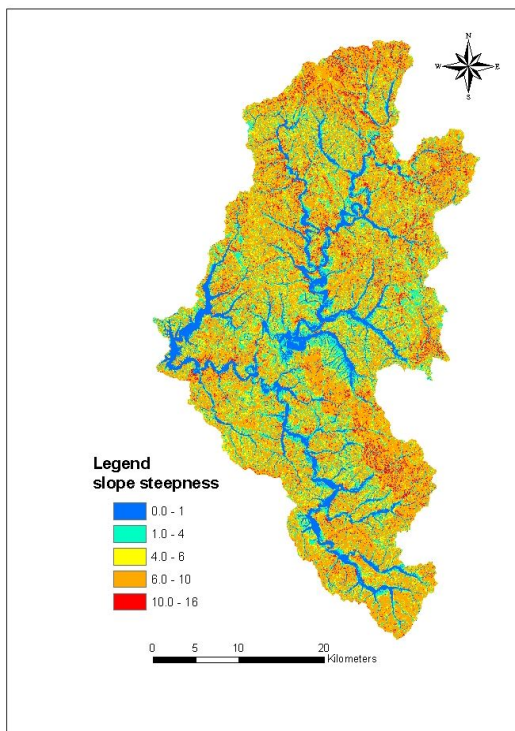 N
W E
S
Legend
slope steepness
0.0 - 1
1.0 - 4
4.0 - 6
6.0 - 10
10.0 - 16
0 5 10 20
Kilometers